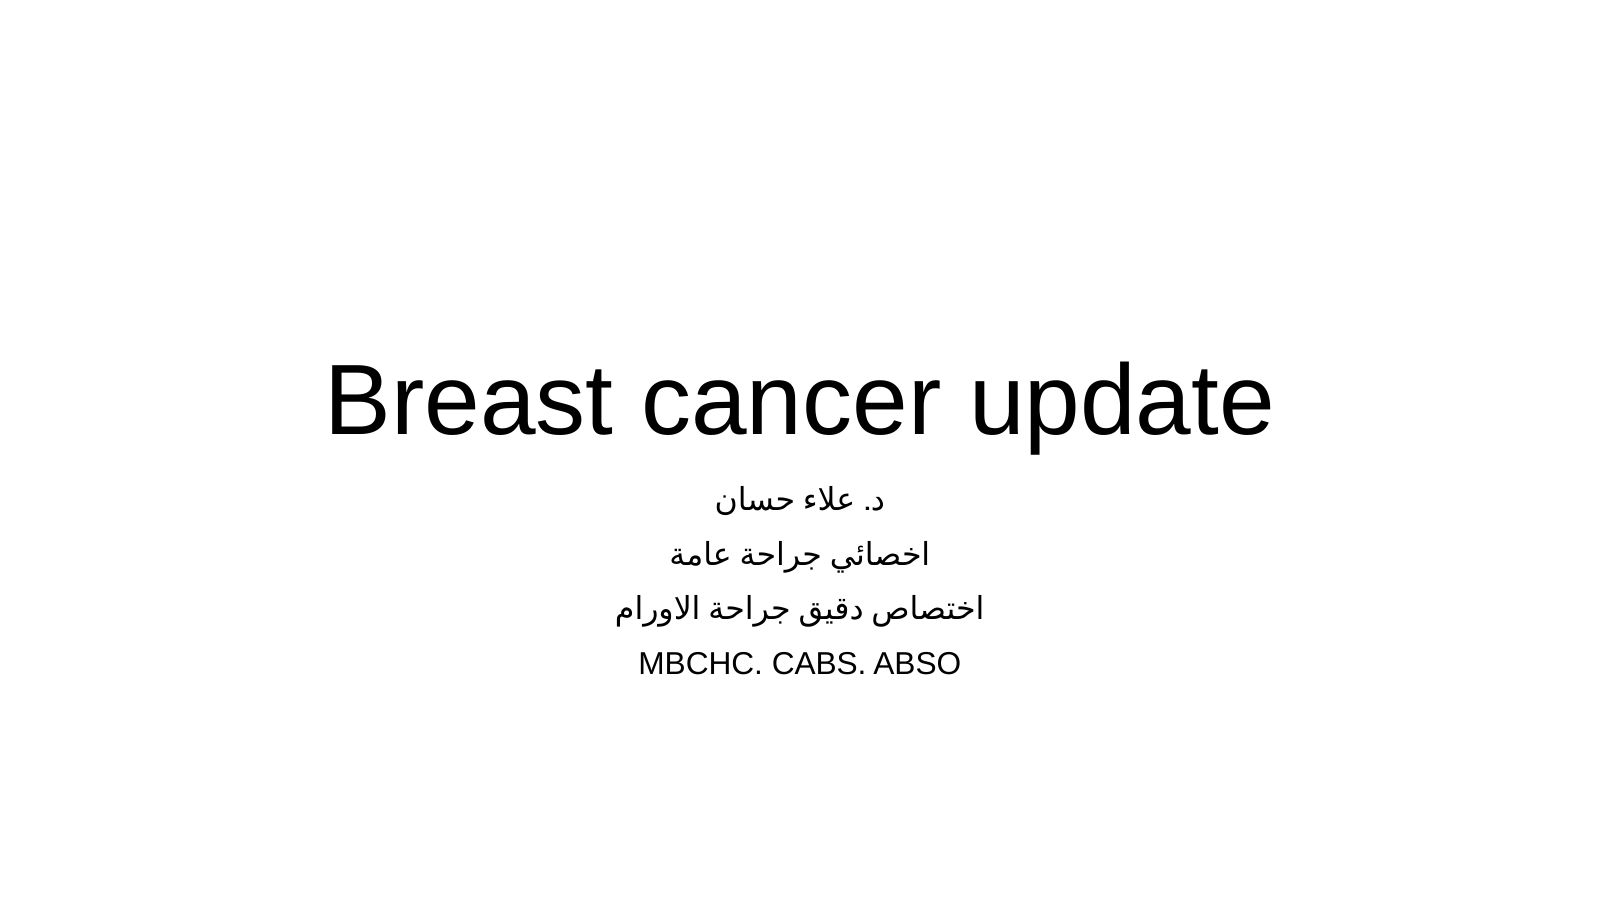 Breast cancer update
د. علاء حسان
اخصائي جراحة عامة
اختصاص دقيق جراحة الاورام
MBCHC. CABS. ABSO